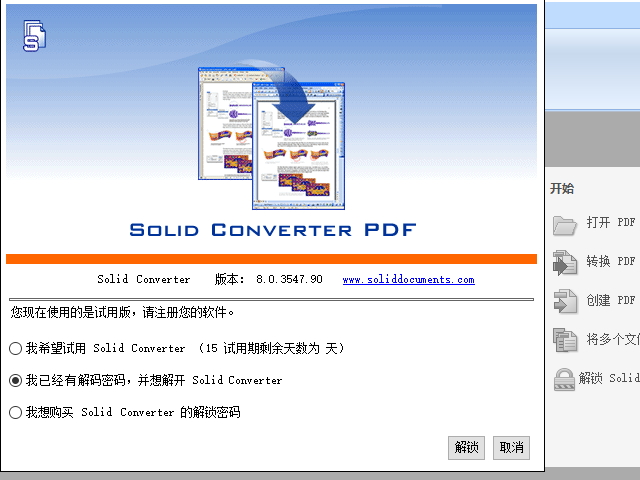 SOLID CONVERTER PDF
Solid Converter 版本: 8.0.3547.90 www.soliddocuments.com
您现在使用的是试用版，请注册您的软件。
我希望试用 Solid Converter （15 试用期剩余天数为 天）
我已经有解码密码，并想解开 Solid Converter
我想购买 Solid Converter 的解锁密码
解锁 取消
开始
打开 PDF
转换 PDF
创建 PDF
将多个文
解锁 Solid